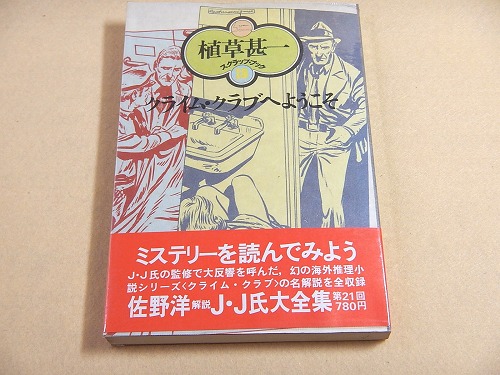 植草甚一
スクラップ・ブック
クライム・クラブへようこそ
ミステリーを読んでみよう
J・J氏の監修で大反響を呼んだ，幻の海外推理小
説シリーズ〈クライム・クラブ〉の名解説を全収録
佐野洋 解説 J・J氏大全集 第21回 780円